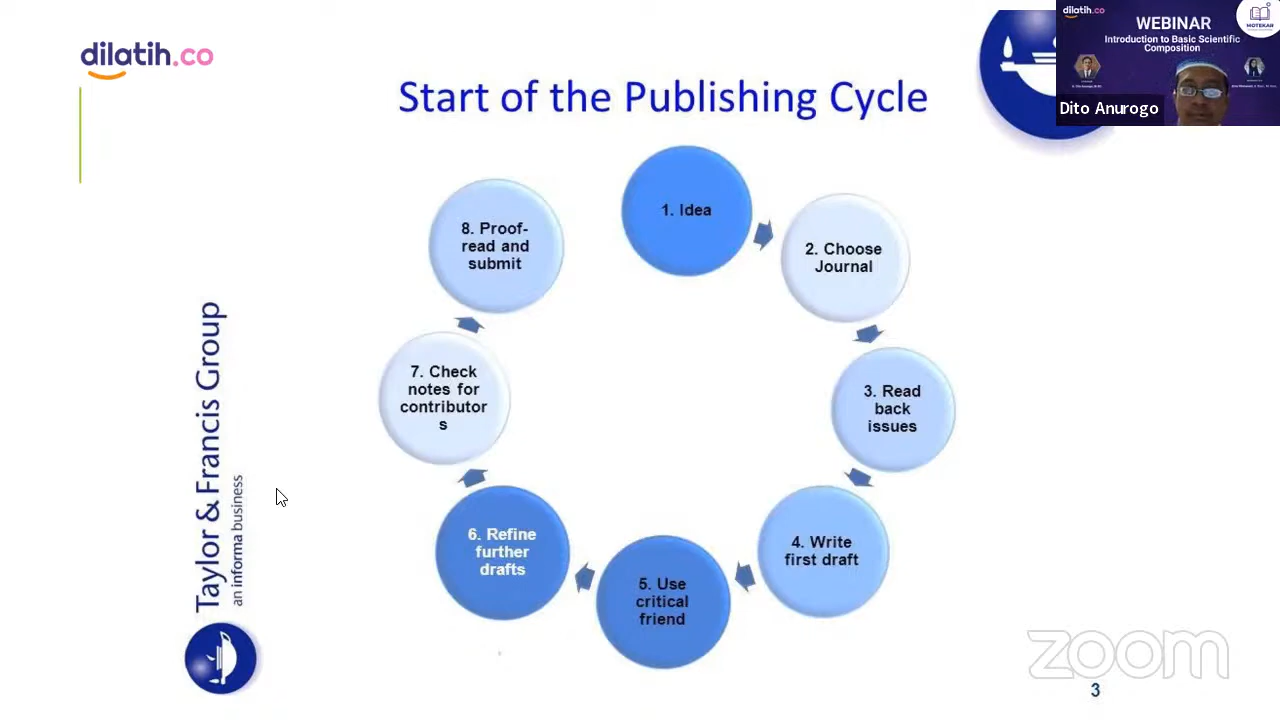 dilatih.co
Start of the Publishing Cycle
1. Idea
2. Choose
Journal
3. Read
back
issues
4. Write
first draft
5. Use
critical
friend
6. Refine
further
drafts
7. Check
notes for
contributor
s
8. Proof-
read and
submit
Taylor & Francis Group
an informa business
dilatih.co
WEBINAR
Introduction to Basic Scientific
Composition
MOTEKAR
Dito Anurogo
zoom
3